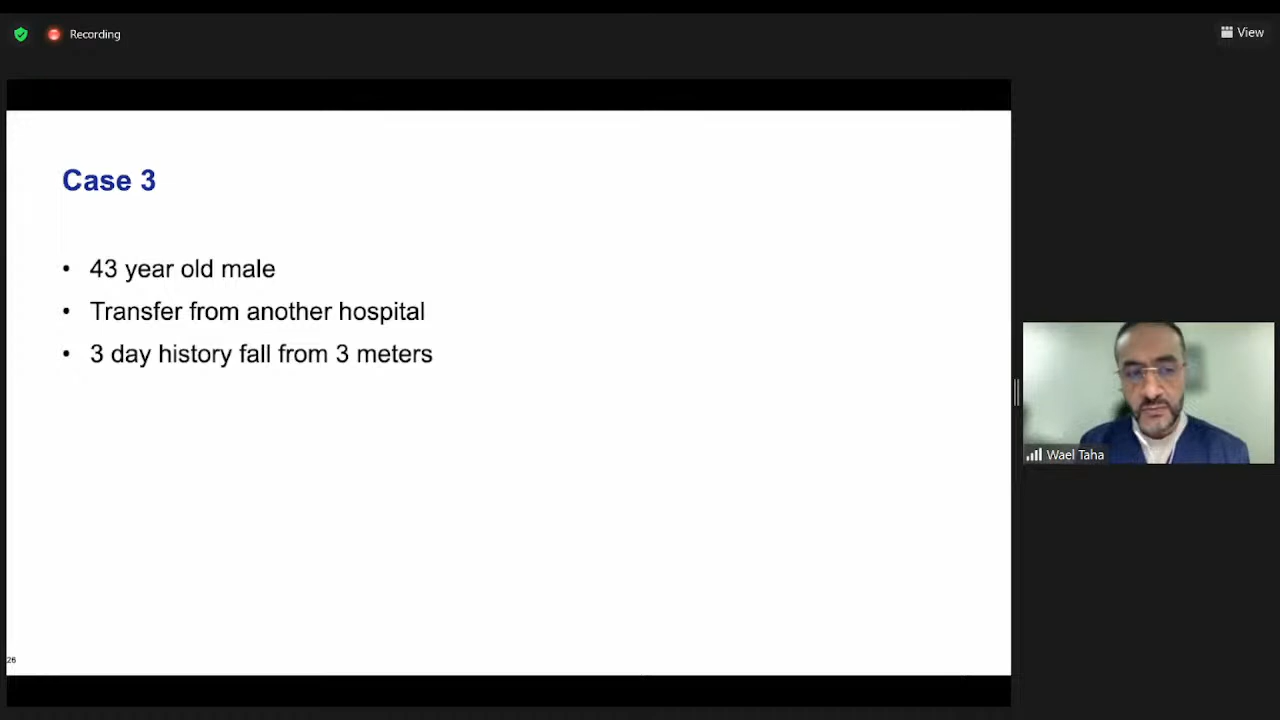 Recording
View
Case 3
• 43 year old male
• Transfer from another hospital
• 3 day history fall from 3 meters
Wael Taha
26